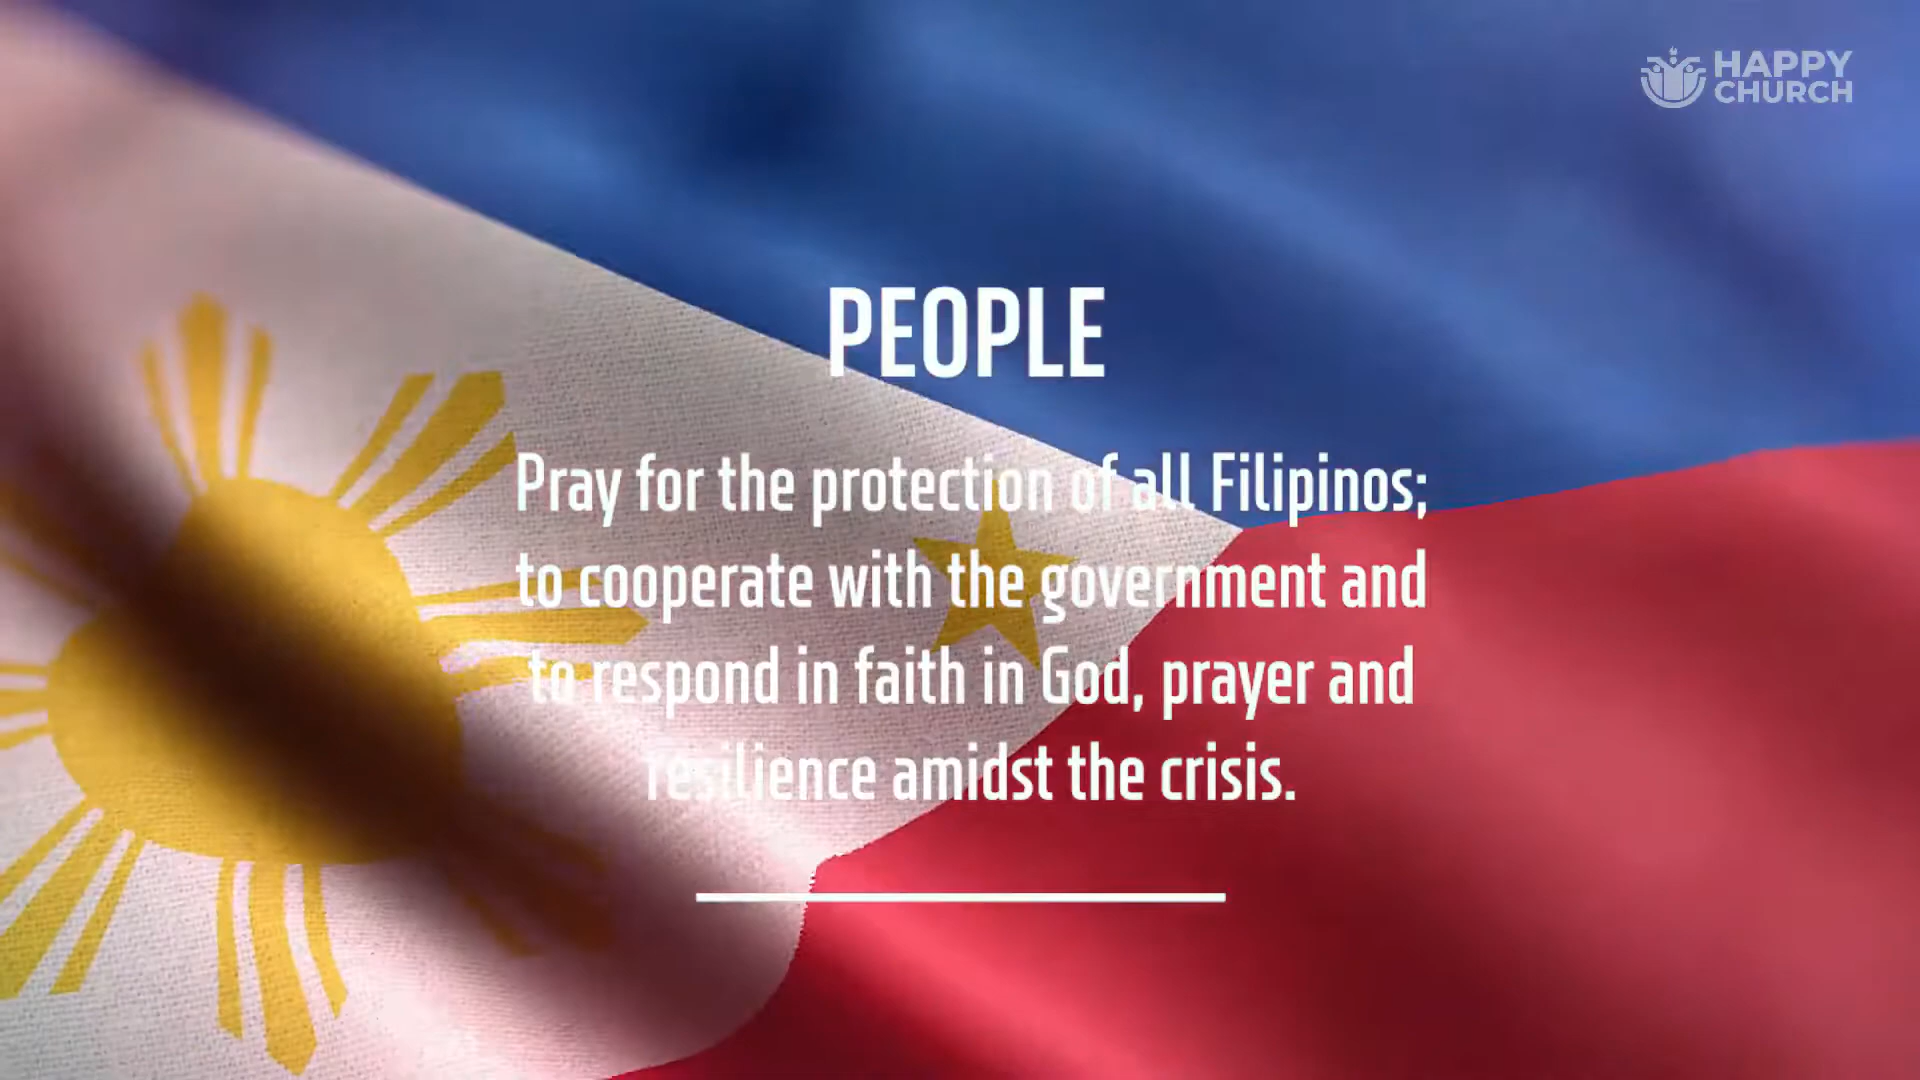 HAPPY
CHURCH
PEOPLE
Pray for the protection of all Filipinos;
to cooperate with the government and
to respond in faith in God, prayer and
resilience amidst the crisis.